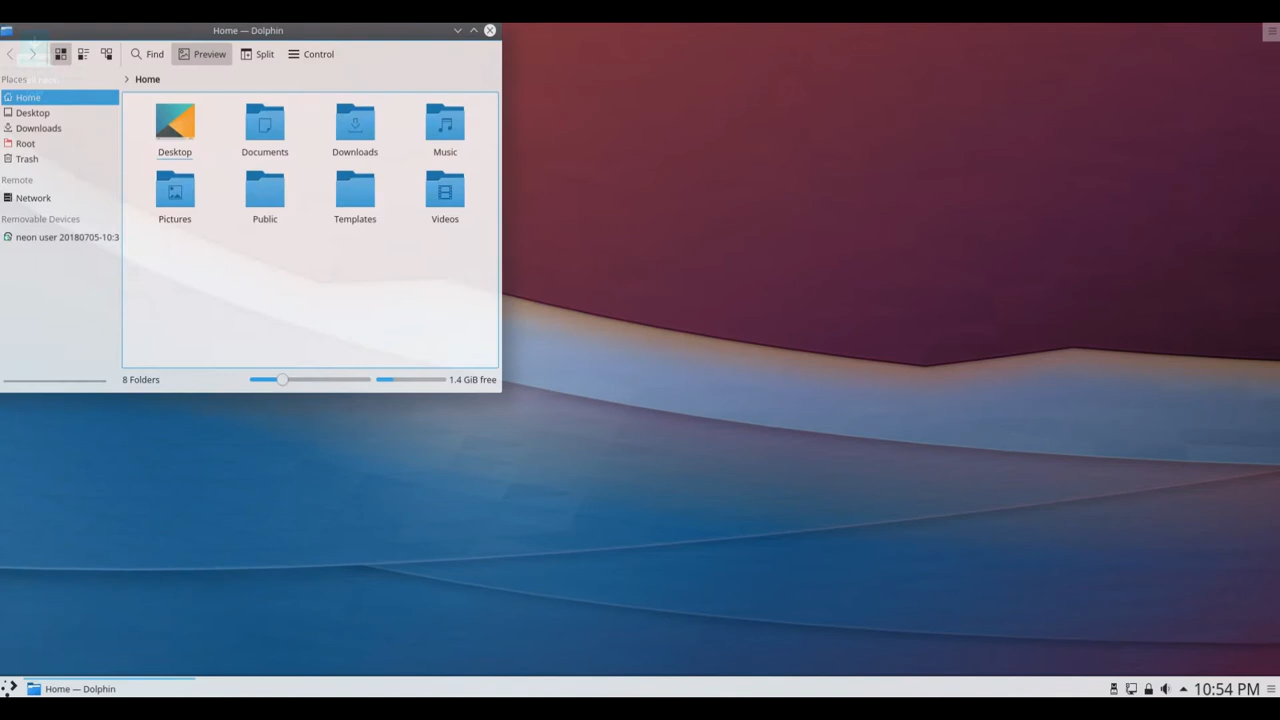 Home — Dolphin
Find Preview Split Control
Places
Home
Home
Desktop
Downloads
Root
Trash
Remote
Network
Removable Devices
neon user 20180705-10:3
Desktop Documents Downloads Music
Pictures Public Templates Videos
8 Folders 1.4 GiB free
Home — Dolphin 10:54 PM